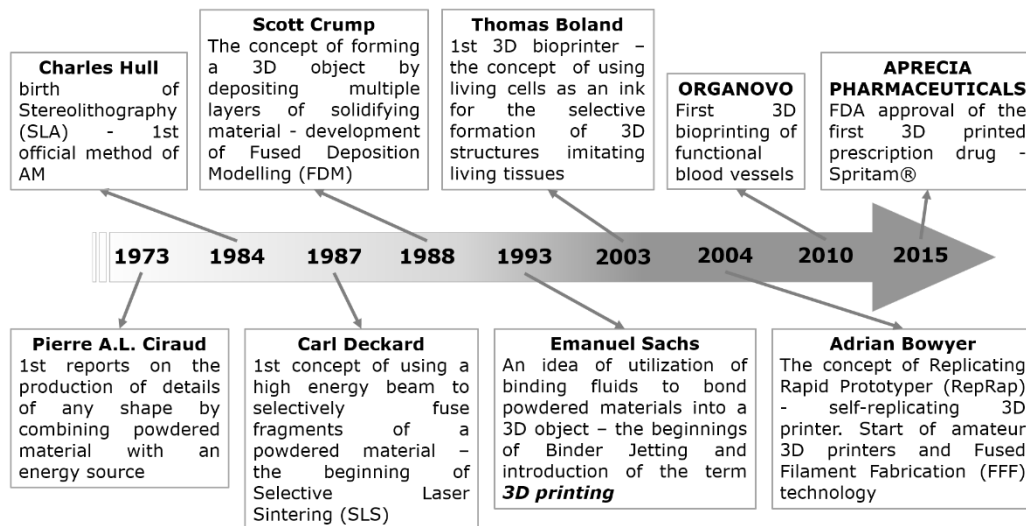 Charles Hull
birth of
Stereolithography
(SLA) - 1st
official method of
AM
Scott Crump
The concept of forming
a 3D object by
depositing multiple
layers of solidifying
material - development
of Fused Deposition
Modelling (FDM)
Thomas Boland
1st 3D bioprinter –
the concept of using
living cells as an ink
for the selective
formation of 3D
structures imitating
living tissues
ORGANOVO
First 3D
bioprinting of
functional
blood vessels
APRECIA
PHARMACEUTICALS
FDA approval of the
first 3D printed
prescription drug -
Spritam®
1973 1984 1987 1988 1993 2003 2004 2010 2015
Pierre A.L. Ciraud
1st reports on the
production of details
of any shape by
combining powdered
material with an
energy source
Carl Deckard
1st concept of using a
high energy beam to
selectively fuse
fragments of a
powdered material –
the beginning of
Selective Laser
Sintering (SLS)
Emanuel Sachs
An idea of utilization of
binding fluids to bond
powdered materials into a
3D object – the beginnings
of Binder Jetting and
introduction of the term
3D printing
Adrian Bowyer
The concept of Replicating
Rapid Prototyper (RepRap)
- self-replicating 3D
printer. Start of amateur
3D printers and Fused
Filament Fabrication (FFF)
technology